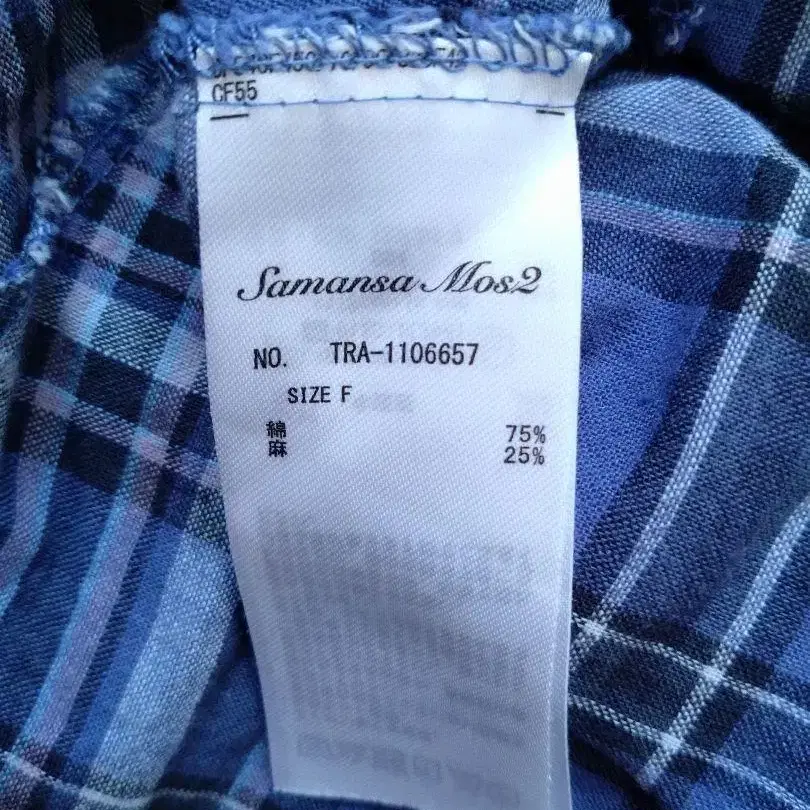 CF55
Samansa Mos2
NO. TRA-1106657
SIZE F
綿 75%
麻 25%